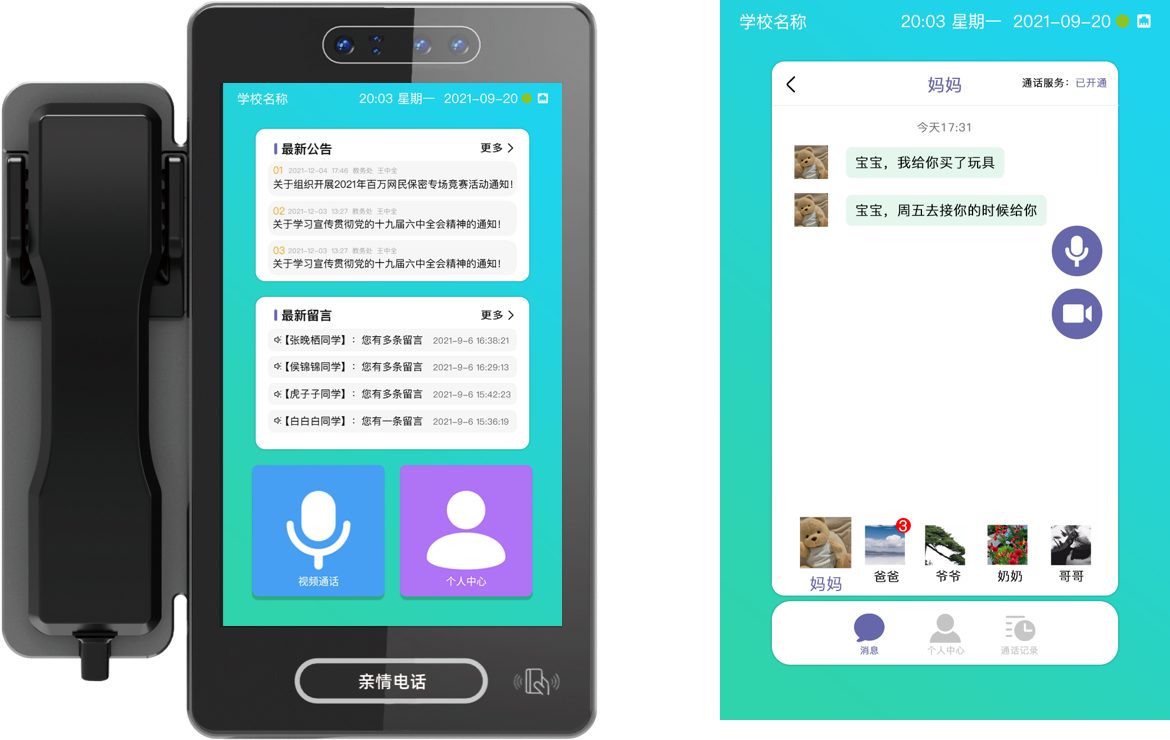 学校名称
20:03 星期一 2021-09-20
最新公告
更多
01 2021-12-04 17:46 教务处 王中全
关于组织开展2021年百万网民保密专场竞赛活动通知!
02 2021-12-03 13:27 教务处 王中全
关于学习宣传贯彻党的十九届六中全会精神的通知!
03 2021-12-03 13:27 教务处 王中全
关于学习宣传贯彻党的十九届六中全会精神的通知!
最新留言
更多
【张晚栖同学】：您有多条留言 2021-9-6 16:38:21
【侯锦锦同学】：您有多条留言 2021-9-6 16:29:13
【虎子子同学】：您有多条留言 2021-9-6 15:42:23
【白白白同学】：您有一条留言 2021-9-6 15:36:19
视频通话
个人中心
亲情电话
学校名称
20:03 星期一 2021-09-20
妈妈
通话服务：已开通
今天17:31
宝宝，我给你买了玩具
宝宝，周五去接你的时候给你
3
妈妈
爸爸
爷爷
奶奶
哥哥
消息
个人中心
通话记录